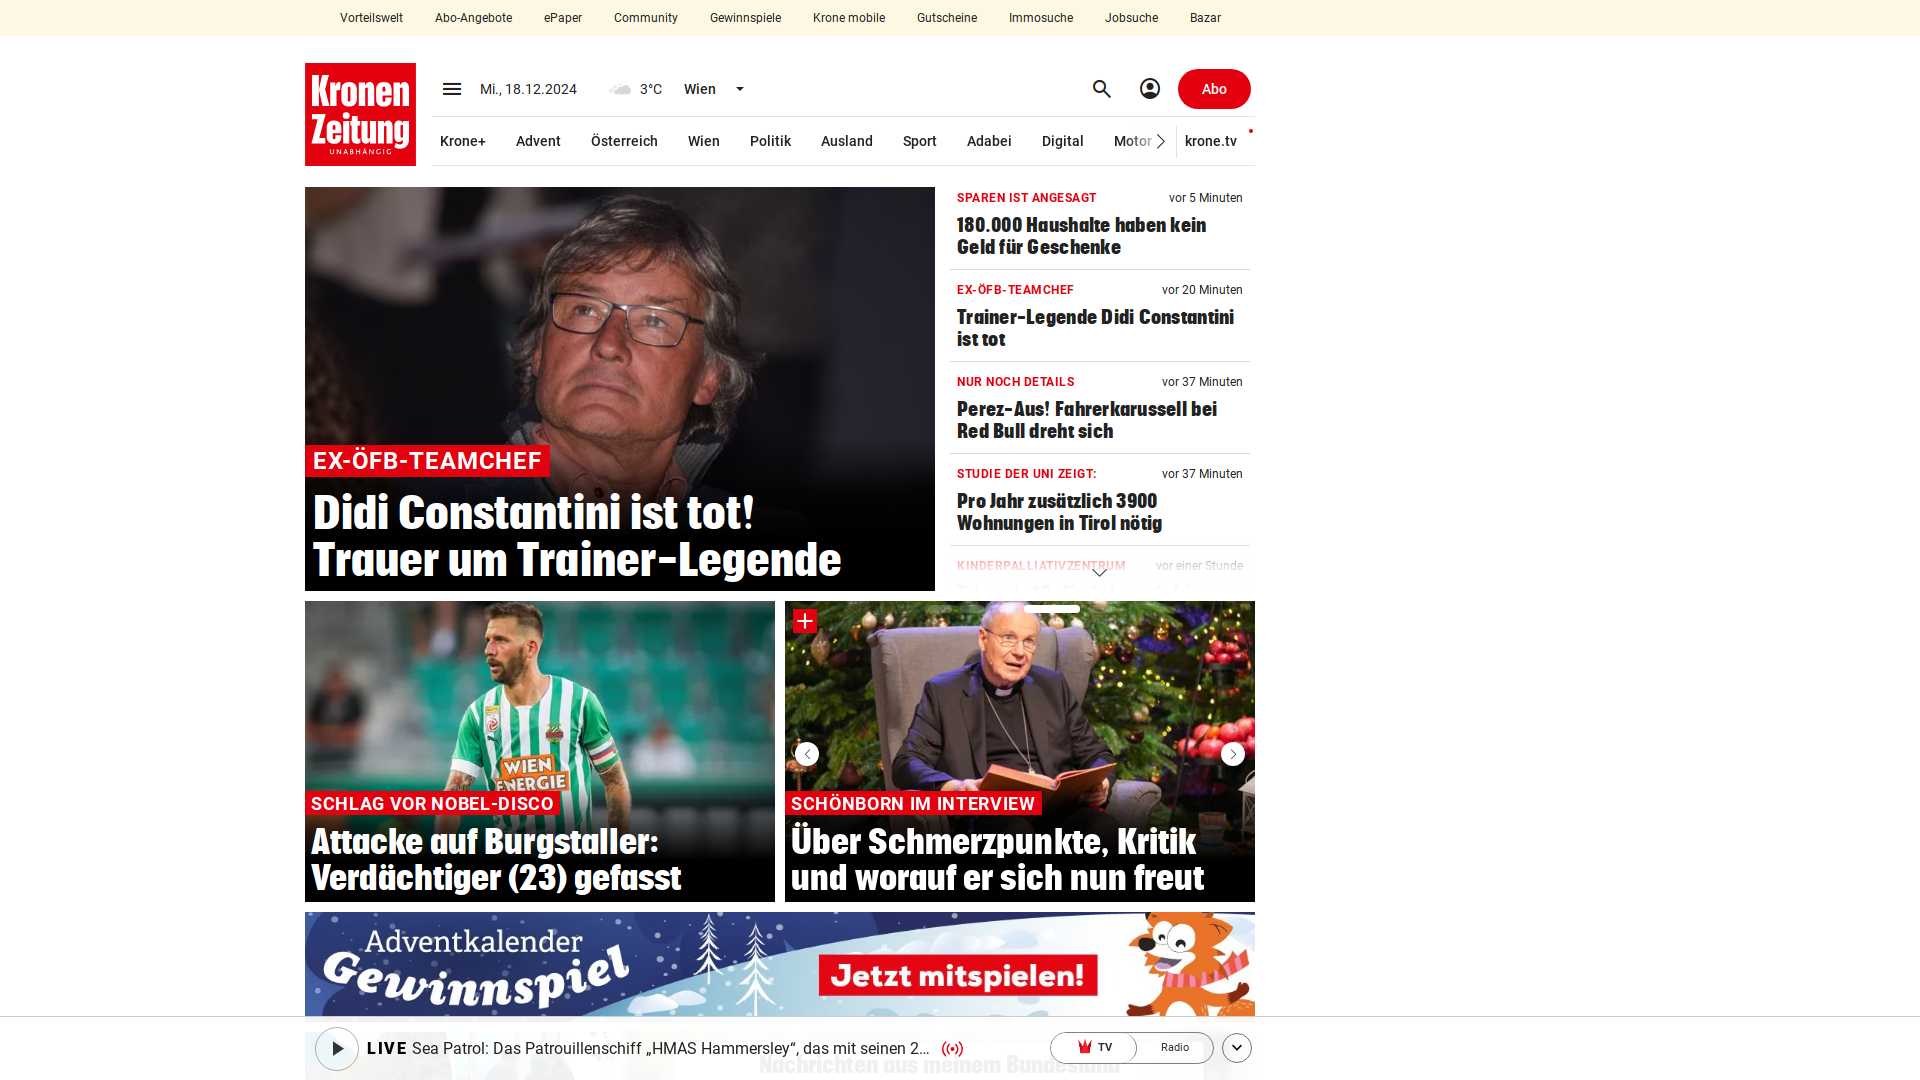 Vorteilswelt Abo-Angebote ePaper Community Gewinnspiele Krone mobile Gutscheine Immosuche Jobsuche Bazar
Kronen
Zeitung
UNABHÄNGIG
Mi., 18.12.2024 3°C Wien Abo
Krone+ Advent Österreich Wien Politik Ausland Sport Adabei Digital Motor krone.tv
EX-ÖFB-TEAMCHEF
Didi Constantini ist tot!
Trauer um Trainer-Legende
SPAREN IST ANGESAGT vor 5 Minuten
180.000 Haushalte haben kein
Geld für Geschenke
EX-ÖFB-TEAMCHEF vor 20 Minuten
Trainer-Legende Didi Constantini
ist tot
NUR NOCH DETAILS vor 37 Minuten
Perez-Aus! Fahrerkarussell bei
Red Bull dreht sich
STUDIE DER UNI ZEIGT: vor 37 Minuten
Pro Jahr zusätzlich 3900
Wohnungen in Tirol nötig
KINDERPALLIATIVZENTRUM vor einer Stunde
WIEN
ENERGIE
SCHLAG VOR NOBEL-DISCO
Attacke auf Burgstaller:
Verdächtiger (23) gefasst
SCHÖNBORN IM INTERVIEW
Über Schmerzpunkte, Kritik
und worauf er sich nun freut
Adventkalender
Gewinnspiel
Jetzt mitspielen!
LIVE Sea Patrol: Das Patrouillenschiff „HMAS Hammersley“, das mit seinen 2... TV Radio
Nachrichten aus meinem Bundesland